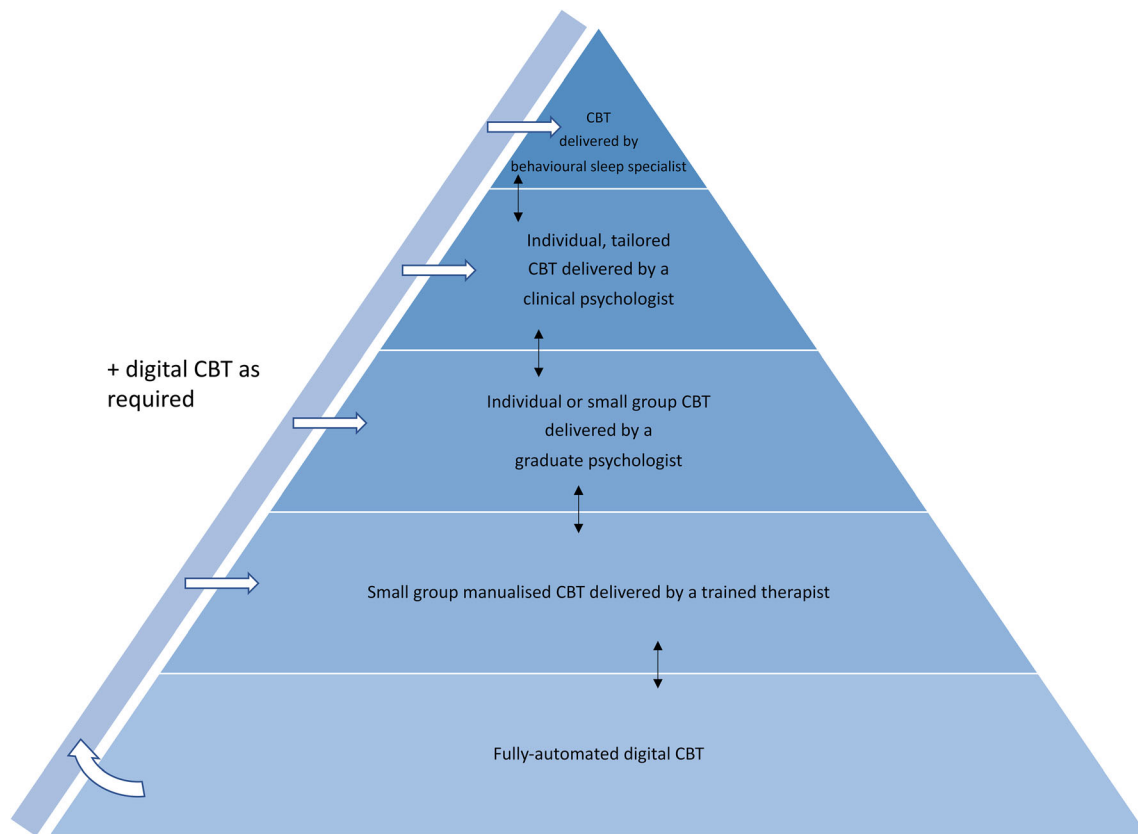 CBT
delivered by
behavioural sleep specialist
Individual, tailored
CBT delivered by a
clinical psychologist
+ digital CBT as
required
Individual or small group CBT
delivered by a
graduate psychologist
Small group manualised CBT delivered by a trained therapist
Fully-automated digital CBT